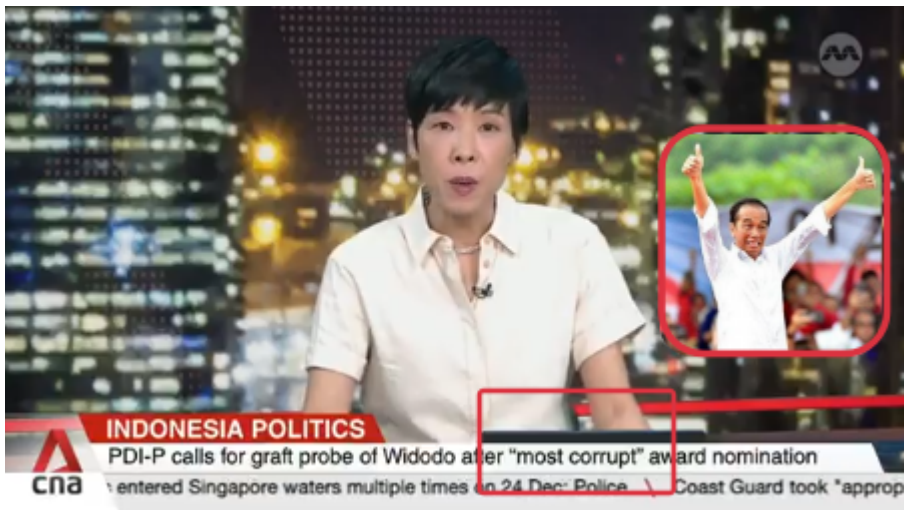 INDONESIA POLITICS
PDI-P calls for graft probe of Widodo after “most corrupt” award nomination
cna
entered Singapore waters multiple times on 24 Dec: Police \ Coast Guard took "approp